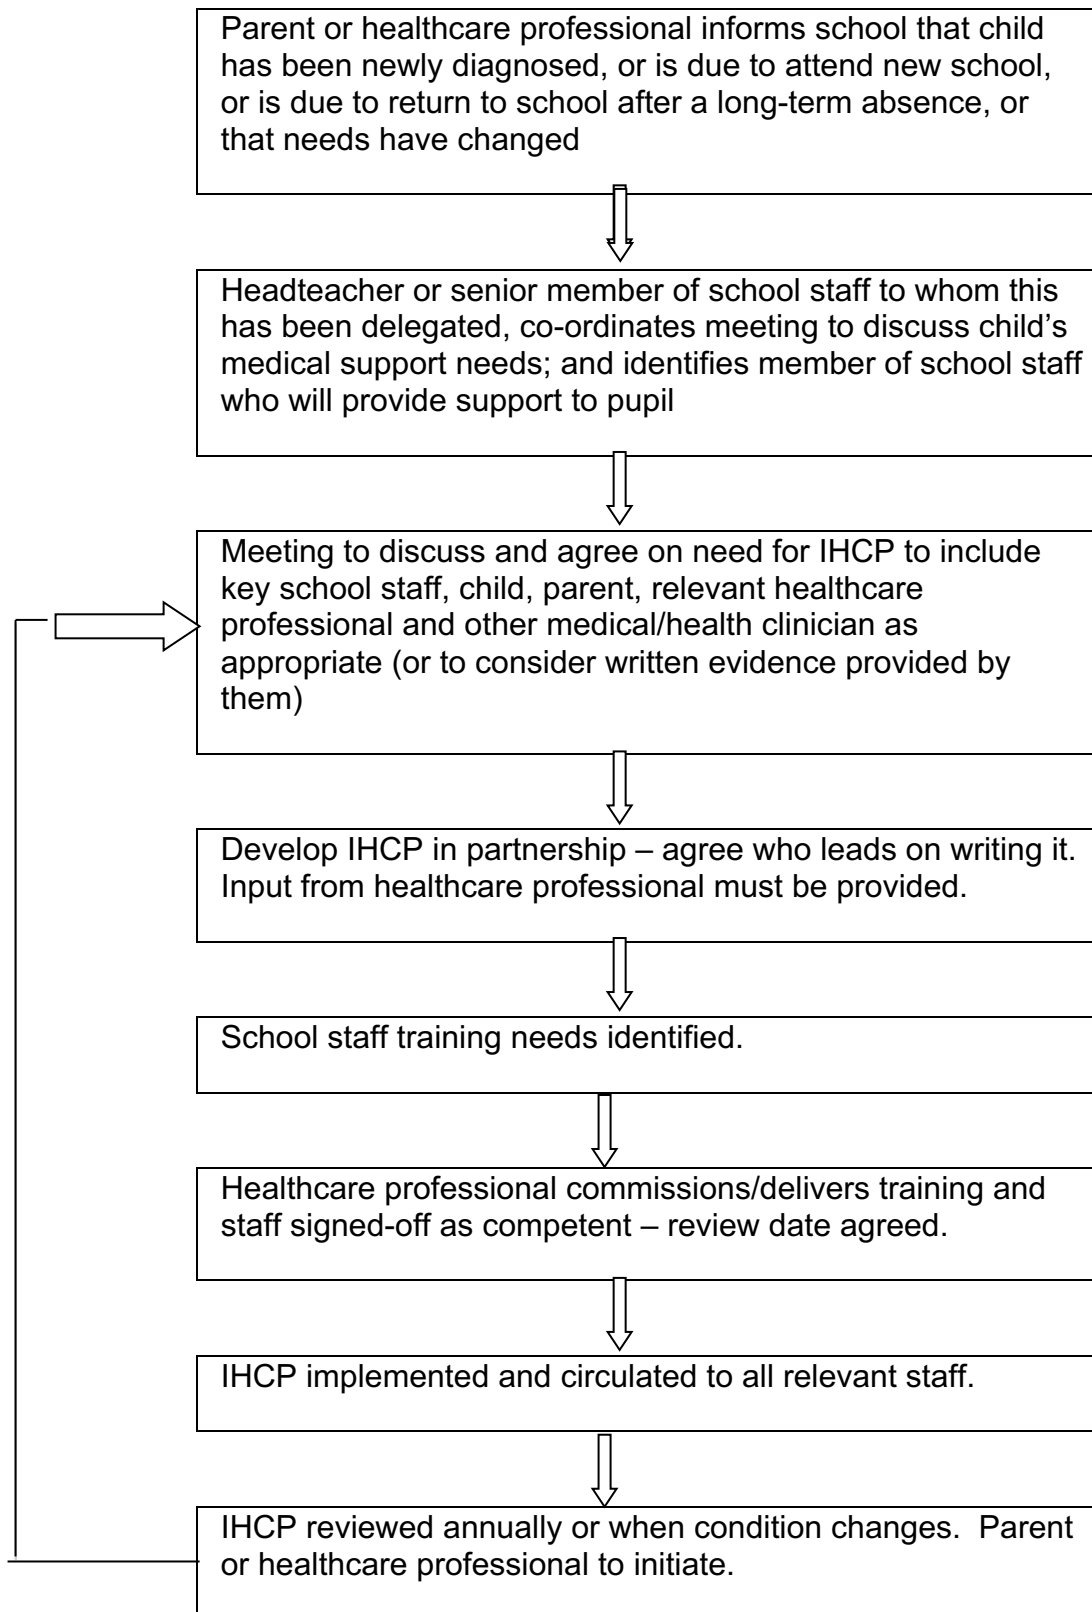 Parent or healthcare professional informs school that child
has been newly diagnosed, or is due to attend new school,
or is due to return to school after a long-term absence, or
that needs have changed
Headteacher or senior member of school staff to whom this
has been delegated, co-ordinates meeting to discuss child’s
medical support needs; and identifies member of school staff
who will provide support to pupil
Meeting to discuss and agree on need for IHCP to include
key school staff, child, parent, relevant healthcare
professional and other medical/health clinician as
appropriate (or to consider written evidence provided by
them)
Develop IHCP in partnership – agree who leads on writing it.
Input from healthcare professional must be provided.
School staff training needs identified.
Healthcare professional commissions/delivers training and
staff signed-off as competent – review date agreed.
IHCP implemented and circulated to all relevant staff.
IHCP reviewed annually or when condition changes.  Parent
or healthcare professional to initiate.